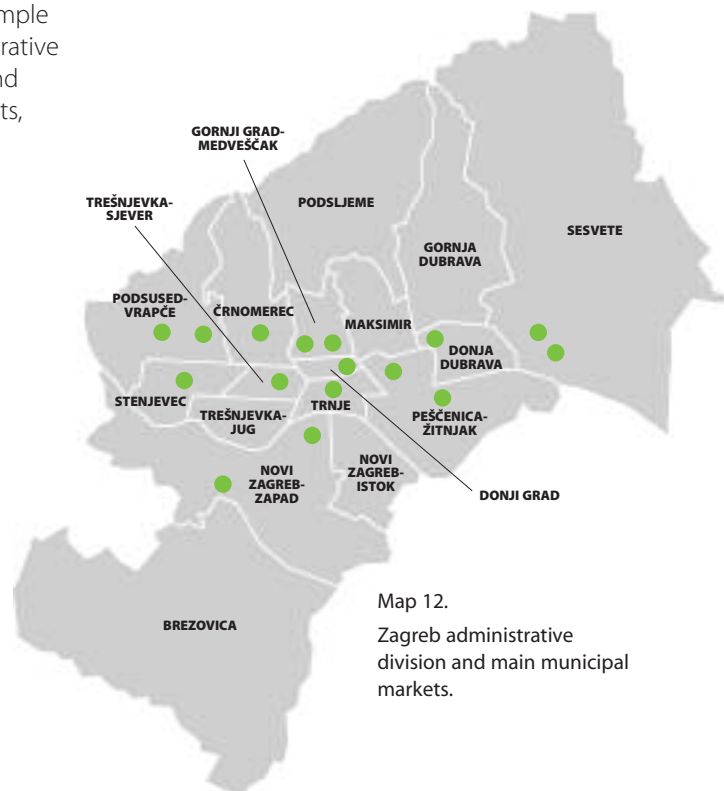 mple
rative
nd
ts,
GORNJI GRAD-
MEDVEŠČAK
TREŠNJEVKA-
SJEVER
PODSLJEME
SESVETE
GORNJA
DUBRAVA
PODSUSED-
VRAPČE
ČRNOMEREC
MAKSIMIR
DONJA
DUBRAVA
STENJEVEC
TREŠNJEVKA-
JUG
TRNJE
PEŠČENICA-
ŽITNJAK
NOVI
ZAGREB-
ZAPAD
NOVI
ZAGREB-
ISTOK
DONJI GRAD
BREZOVICA
Map 12.
Zagreb administrative
division and main municipal
markets.